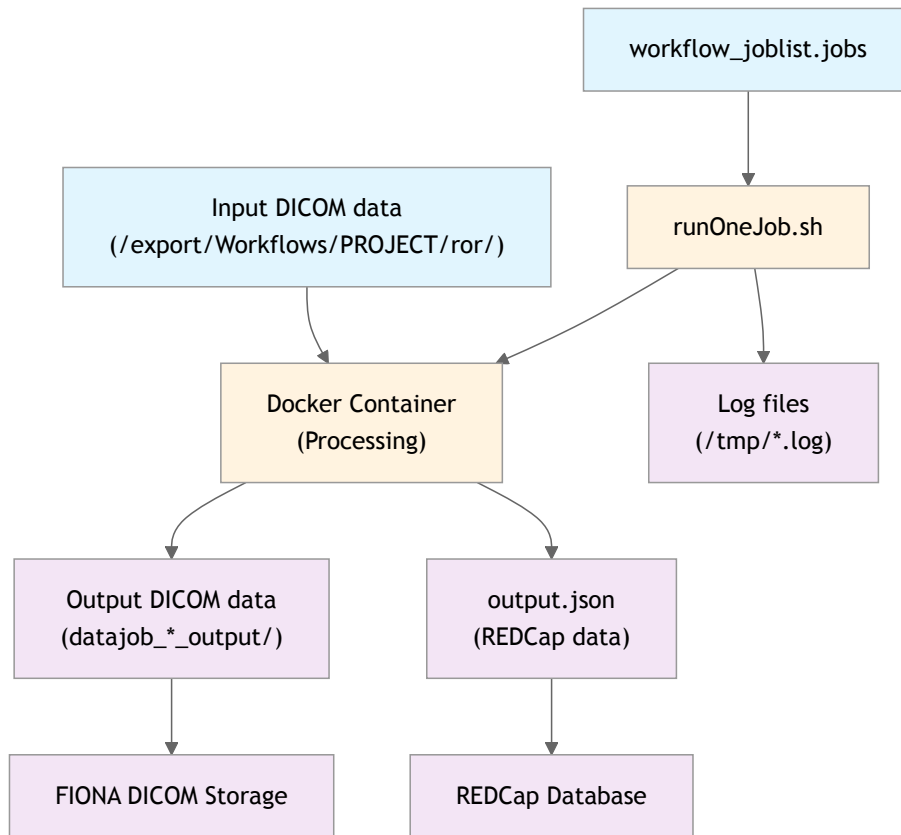 workflow_joblist.jobs
Input DICOM data
(/export/Workflows/PROJECT/ror/)
runOneJob.sh
Docker Container
(Processing)
Log files
(/tmp/*.log)
Output DICOM data
(datajob_*_output/)
output.json
(REDCap data)
FIONA DICOM Storage
REDCap Database